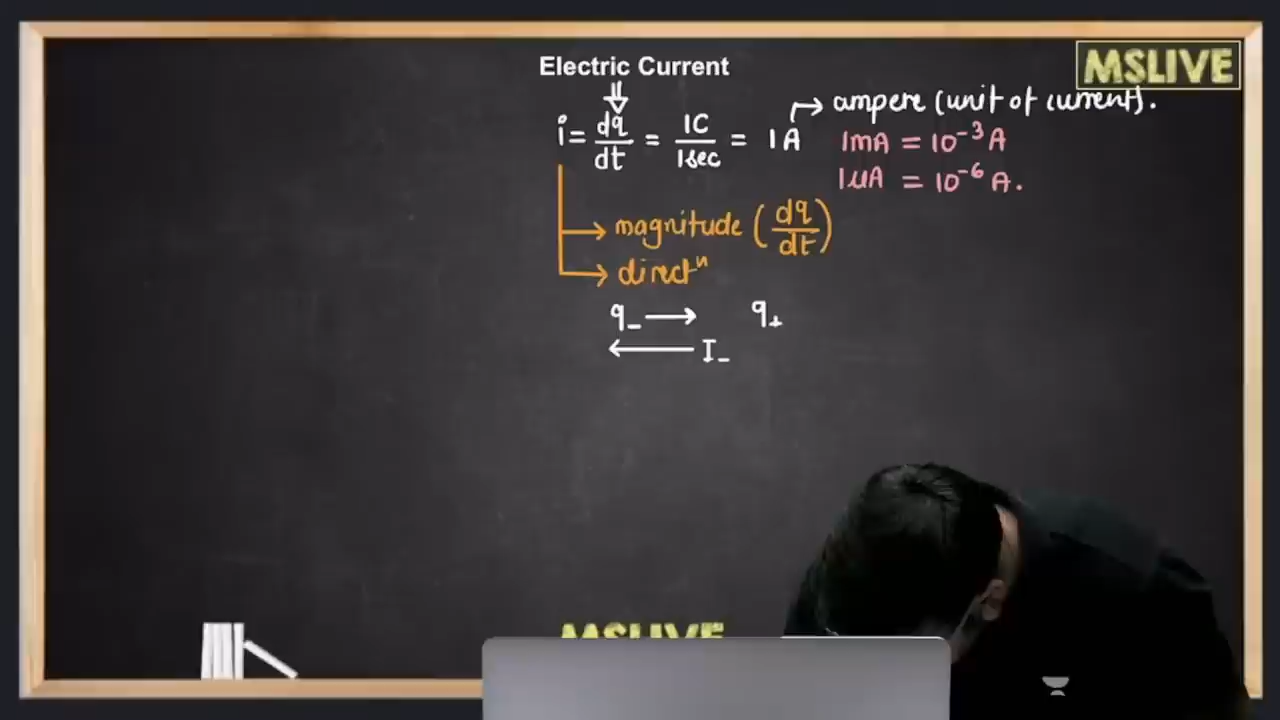 Electric Current
MSLIVE
i = dq/dt = 1C/1sec = 1A → ampere (unit of current).
1mA = 10⁻³ A
1μA = 10⁻⁶ A.
→ magnitude (dq/dt)
→ directⁿ
q₋ → q₊
← I₋
MSLIVE